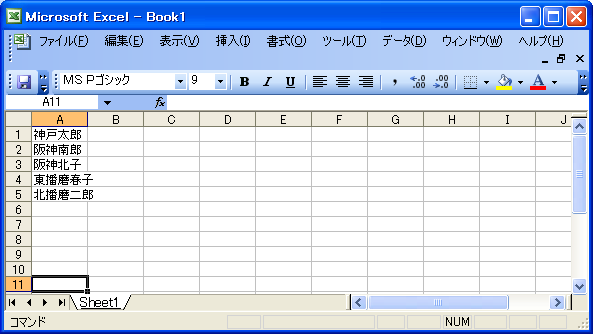 Microsoft Excel - Book1
ファイル(F) 編集(E) 表示(V) 挿入(I) 書式(O) ツール(T) データ(D) ウィンドウ(W) ヘルプ(H)
MS Pゴシック 9 B I U
A11 fx
A B C D E F G H I J
1 神戸太郎
2 阪神南郎
3 阪神北子
4 東播磨春子
5 北播磨二郎
6
7
8
9
10
11
Sheet1
コマンド NUM